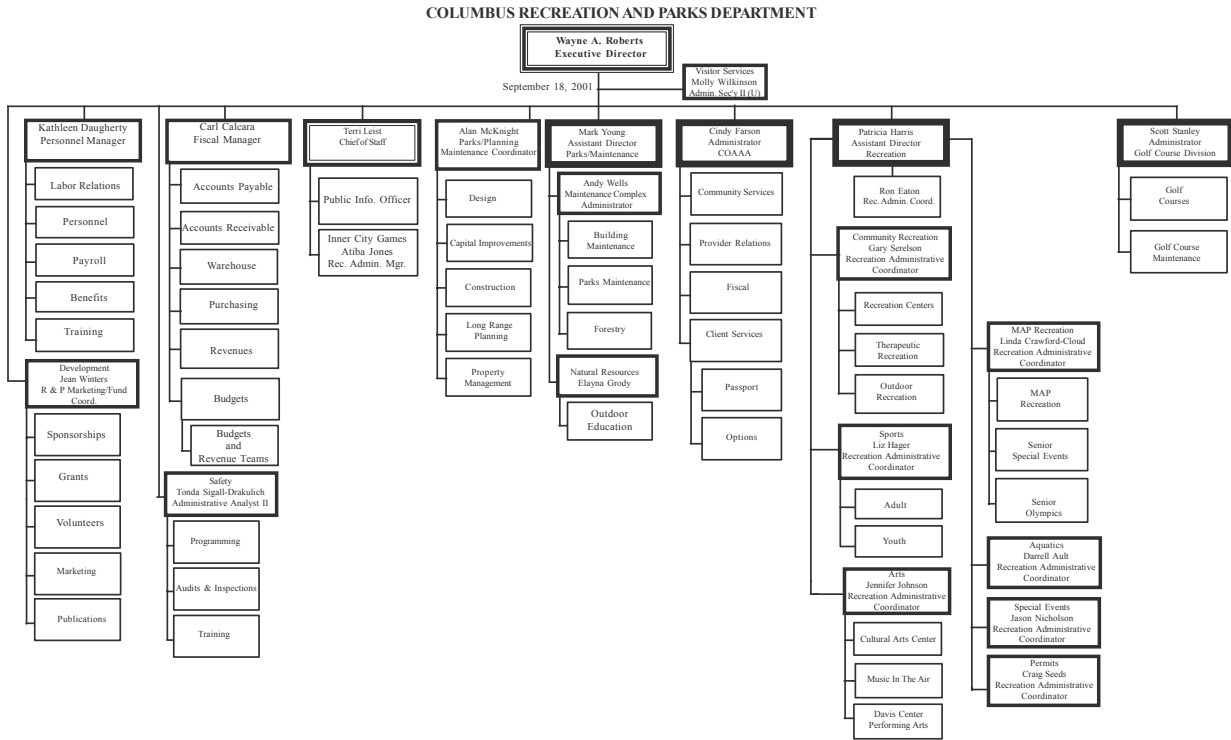 COLUMBUS RECREATION AND PARKS DEPARTMENT
Wayne A. Roberts
Executive Director
September 18, 2001
Visitor Services
Molly Wilkinson
Admin. Sec'y II (U)
Kathleen Daugherty
Personnel Manager
Labor Relations
Personnel
Payroll
Benefits
Training
Development
Jean Winters
R & P Marketing/Fund
Coord.
Sponsorships
Grants
Volunteers
Marketing
Publications
Carl Calcara
Fiscal Manager
Accounts Payable
Accounts Receivable
Warehouse
Purchasing
Revenues
Budgets
Budgets
and
Revenue Teams
Safety
Tonda Sigall-Drakulich
Administrative Analyst II
Programming
Audits & Inspections
Training
Terri Leist
Chief of Staff
Public Info. Officer
Inner City Games
Atiba Jones
Rec. Admin. Mgr.
Alan McKnight
Parks/Planning
Maintenance Coordinator
Design
Capital Improvements
Construction
Long Range
Planning
Property
Management
Mark Young
Assistant Director
Parks/Maintenance
Andy Wells
Maintenance Complex
Administrator
Building
Maintenance
Parks Maintenance
Forestry
Natural Resources
Elayna Grody
Outdoor
Education
Cindy Farson
Administrator
COAAA
Community Services
Provider Relations
Fiscal
Client Services
Passport
Options
Patricia Harris
Assistant Director
Recreation
Ron Eaton
Rec. Admin. Coord.
Community Recreation
Gary Serelson
Recreation Administrative
Coordinator
Recreation Centers
Therapeutic
Recreation
Outdoor
Recreation
Sports
Liz Hager
Recreation Administrative
Coordinator
Adult
Youth
Arts
Jennifer Johnson
Recreation Administrative
Coordinator
Cultural Arts Center
Music In The Air
Davis Center
Performing Arts
MAP Recreation
Linda Crawford-Cloud
Recreation Administrative
Coordinator
MAP
Recreation
Senior
Special Events
Senior
Olympics
Aquatics
Darrell Ault
Recreation Administrative
Coordinator
Special Events
Jason Nicholson
Recreation Administrative
Coordinator
Permits
Craig Seeds
Recreation Administrative
Coordinator
Scott Stanley
Administrator
Golf Course Division
Golf
Courses
Golf Course
Maintenance